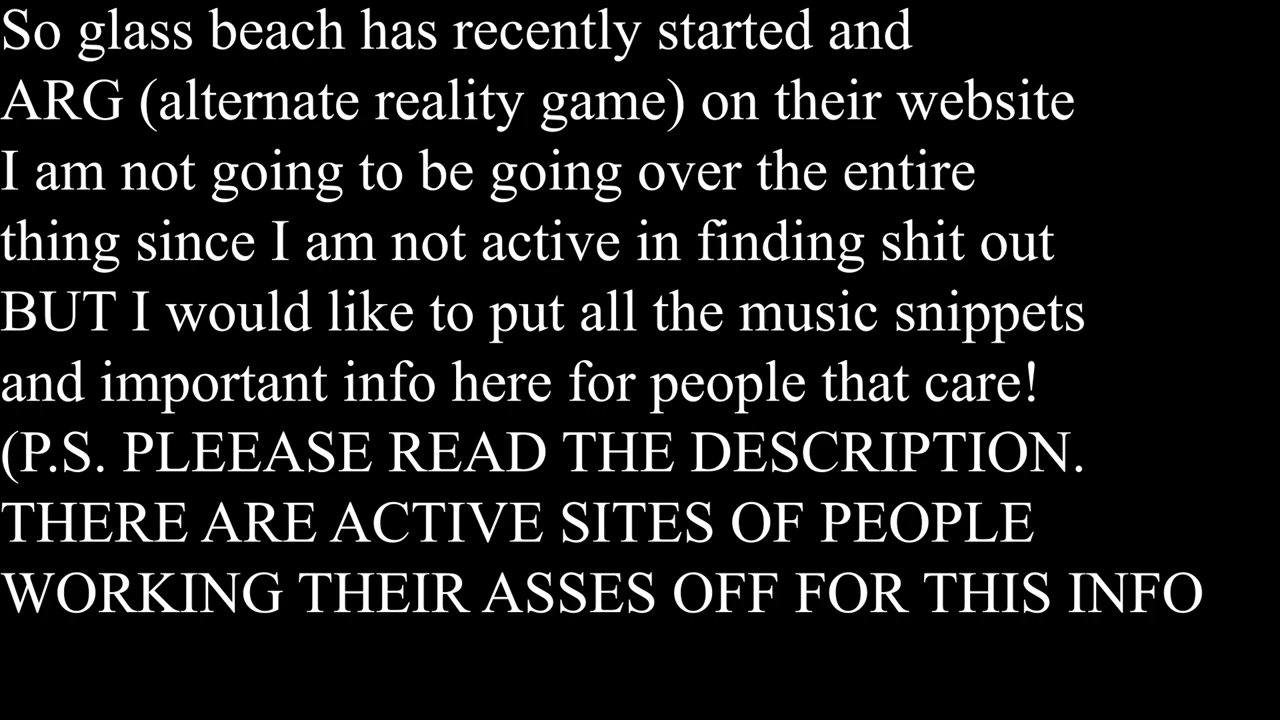 So glass beach has recently started and
ARG (alternate reality game) on their website
I am not going to be going over the entire
thing since I am not active in finding shit out
BUT I would like to put all the music snippets
and important info here for people that care!
(P.S. PLEEASE READ THE DESCRIPTION.
THERE ARE ACTIVE SITES OF PEOPLE
WORKING THEIR ASSES OFF FOR THIS INFO